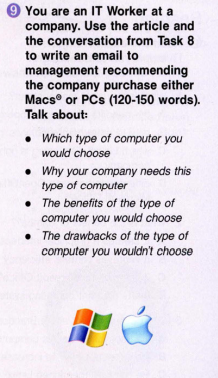 9 You are an IT Worker at a
company. Use the article and
the conversation from Task 8
to write an email to
management recommending
the company purchase either
Macs® or PCs (120-150 words).
Talk about:
• Which type of computer you
would choose
• Why your company needs this
type of computer
• The benefits of the type of
computer you would choose
• The drawbacks of the type of
computer you wouldn't choose